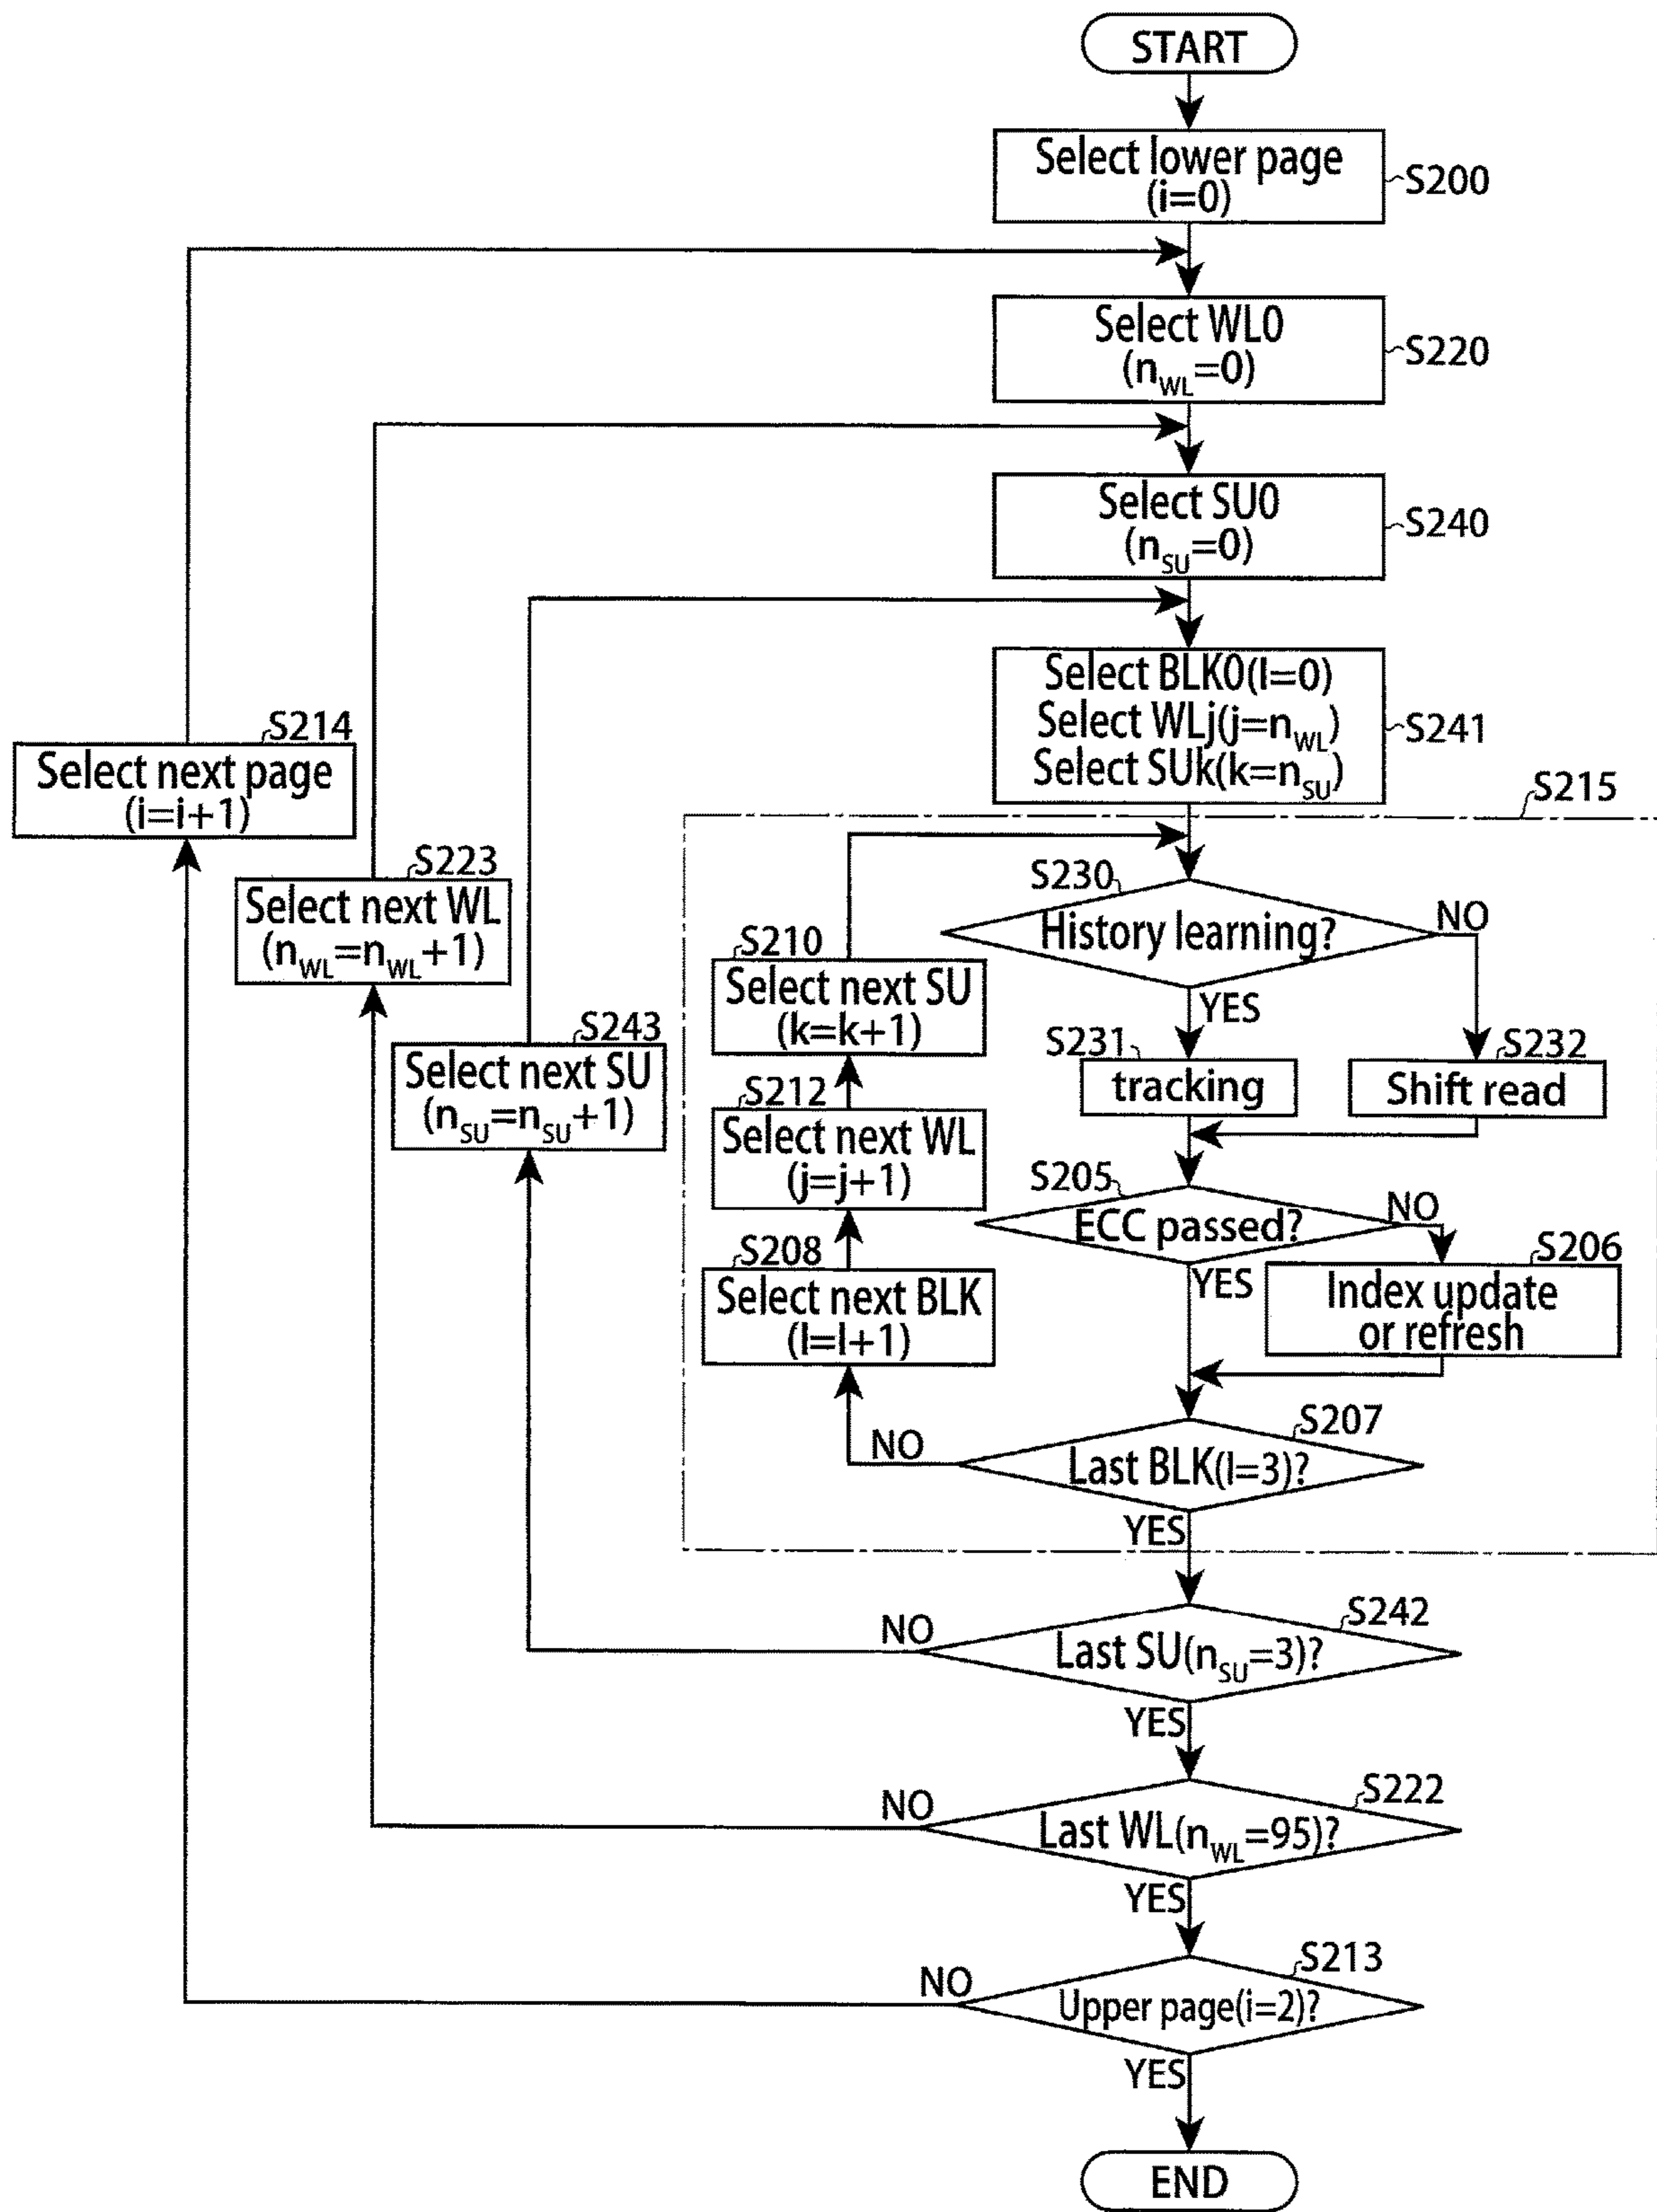 START
Select lower page
(i=0)
S200
Select WL0
(nWL=0)
S220
Select SU0
(nSU=0)
S240
Select BLK0(l=0)
Select WLj(j=nWL)
Select SUk(k=nSU)
S241
S214
Select next page
(i=i+1)
S215
S223
Select next WL
(nWL=nWL+1)
S230
History learning?
NO
YES
S210
Select next SU
(k=k+1)
S243
Select next SU
(nSU=nSU+1)
S231
tracking
S232
Shift read
S212
Select next WL
(j=j+1)
S205
ECC passed?
NO
YES
S206
Index update
or refresh
S208
Select next BLK
(l=l+1)
S207
Last BLK(l=3)?
NO
YES
S242
Last SU(nSU=3)?
NO
YES
S222
Last WL(nWL=95)?
NO
YES
S213
Upper page(i=2)?
NO
YES
END